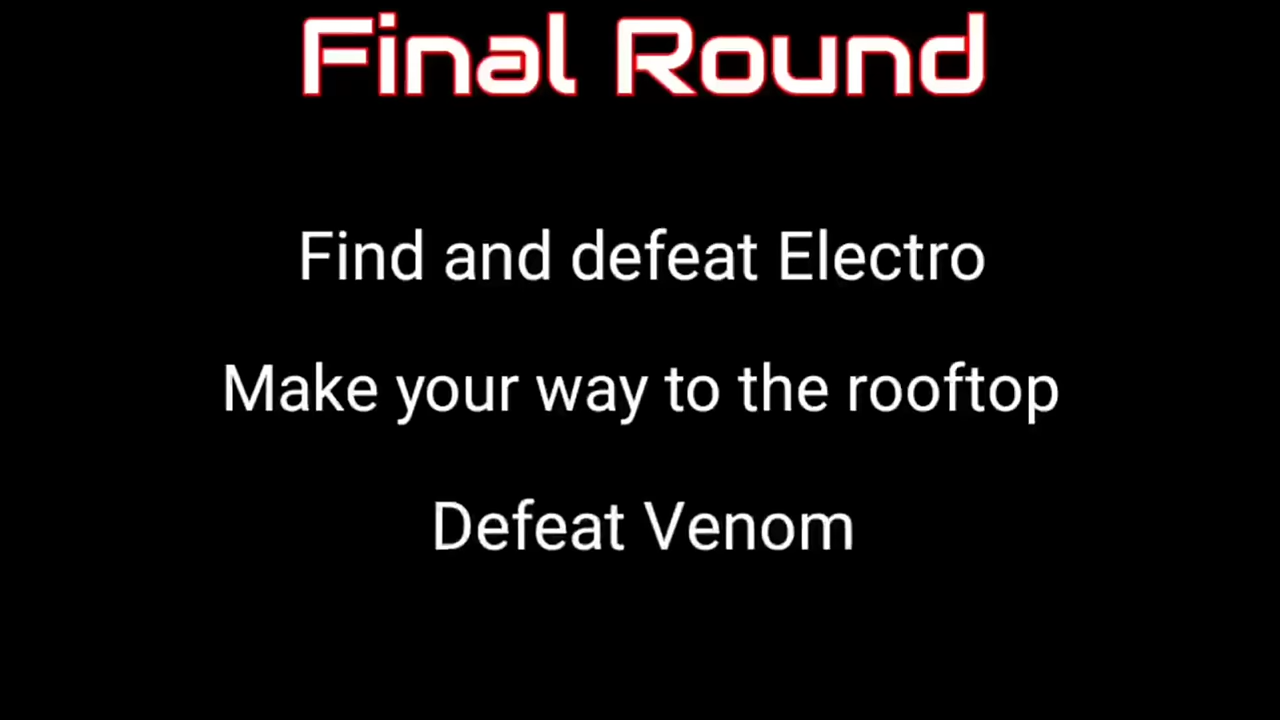 Final Round
Find and defeat Electro
Make your way to the rooftop
Defeat Venom